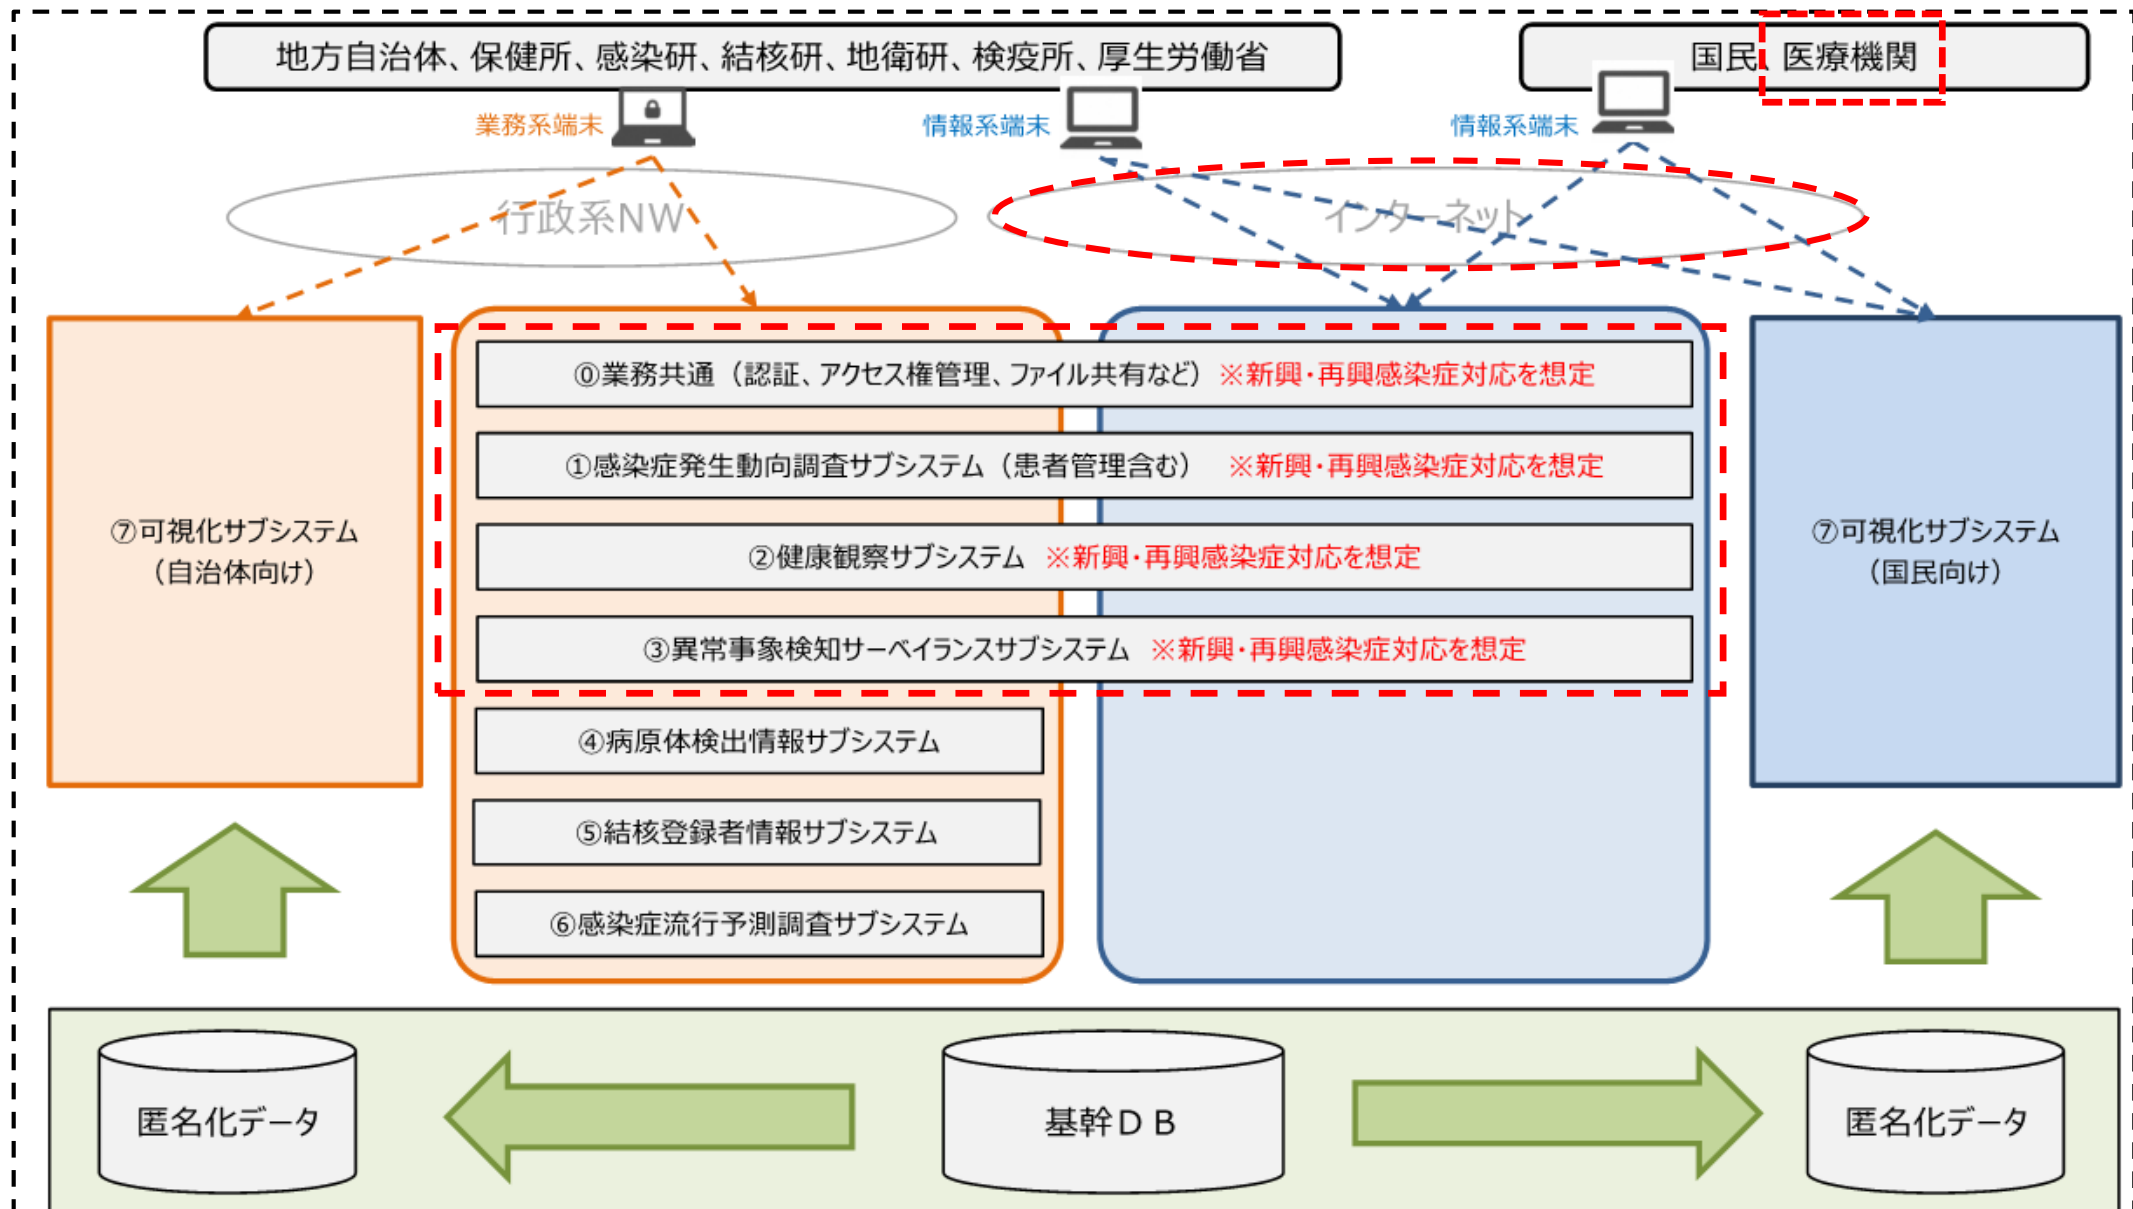 地方自治体、保健所、感染研、結核研、地衛研、検疫所、厚生労働省
国民、医療機関
業務系端末
情報系端末
情報系端末
行政系NW
インターネット
⓪業務共通（認証、アクセス権管理、ファイル共有など）※新興・再興感染症対応を想定
①感染症発生動向調査サブシステム（患者管理含む）　※新興・再興感染症対応を想定
②健康観察サブシステム　※新興・再興感染症対応を想定
③異常事象検知サーベイランスサブシステム　※新興・再興感染症対応を想定
④病原体検出情報サブシステム
⑤結核登録者情報サブシステム
⑥感染症流行予測調査サブシステム
⑦可視化サブシステム
（自治体向け）
⑦可視化サブシステム
（国民向け）
匿名化データ
基幹ＤＢ
匿名化データ